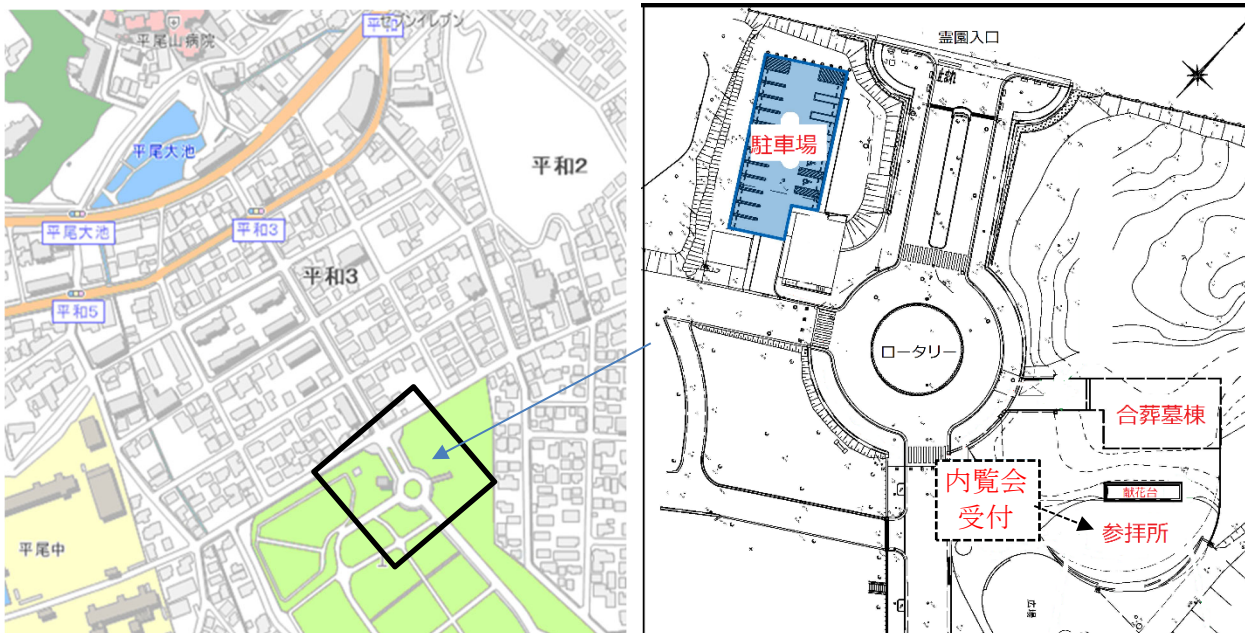 平尾山病院
平和
セブンイレブン
平尾大池
平和2
平尾大池
平和3
平和3
平和5
平尾中
霊園入口
駐車場
ロータリー
合葬墓棟
内覧会
受付
献花台
参拝所
広場